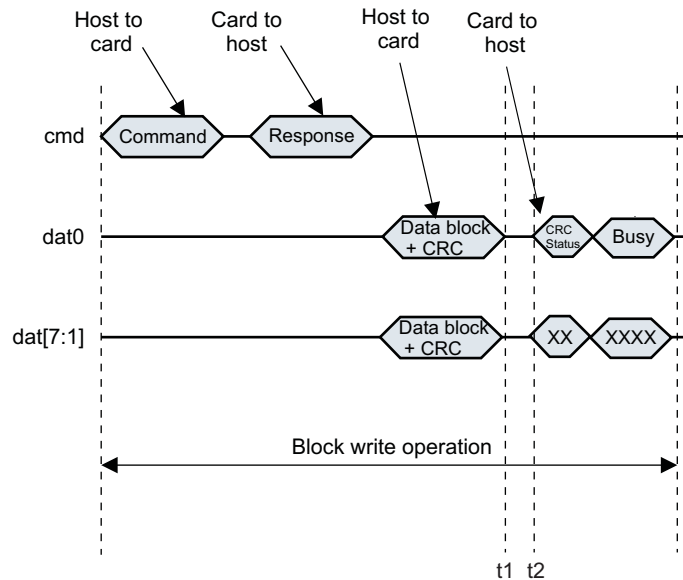 Host to
card
Card to
host
Host to
card
Card to
host
cmd
Command
Response
dat0
Data block
+ CRC
CRC
Status
Busy
dat[7:1]
Data block
+ CRC
XX
XXXX
Block write operation
t1
t2